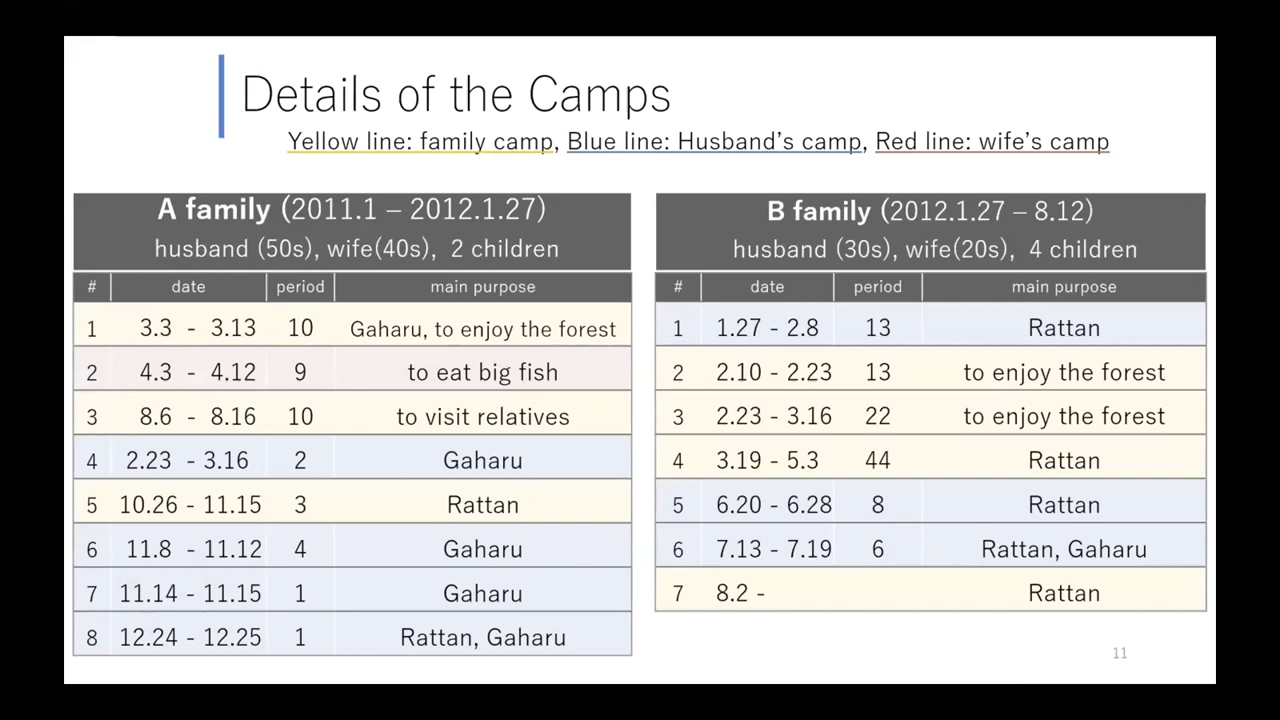 Details of the Camps
Yellow line: family camp, Blue line: Husband's camp, Red line: wife's camp
A family (2011.1 – 2012.1.27)
husband (50s), wife(40s), 2 children
# date period main purpose
1 3.3 - 3.13 10 Gaharu, to enjoy the forest
2 4.3 - 4.12 9 to eat big fish
3 8.6 - 8.16 10 to visit relatives
4 2.23 - 3.16 2 Gaharu
5 10.26 - 11.15 3 Rattan
6 11.8 - 11.12 4 Gaharu
7 11.14 - 11.15 1 Gaharu
8 12.24 - 12.25 1 Rattan, Gaharu
B family (2012.1.27 – 8.12)
husband (30s), wife(20s), 4 children
# date period main purpose
1 1.27 - 2.8 13 Rattan
2 2.10 - 2.23 13 to enjoy the forest
3 2.23 - 3.16 22 to enjoy the forest
4 3.19 - 5.3 44 Rattan
5 6.20 - 6.28 8 Rattan
6 7.13 - 7.19 6 Rattan, Gaharu
7 8.2 - Rattan
11